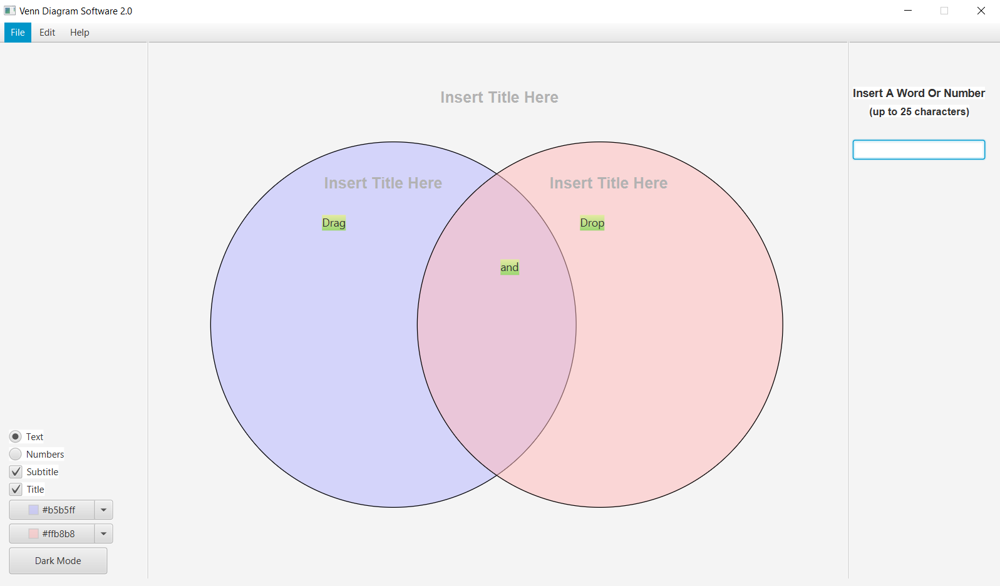 Venn Diagram Software 2.0
File Edit Help
Insert Title Here
Insert A Word Or Number
(up to 25 characters)
Insert Title Here
Insert Title Here
Drag
Drop
and
Text
Numbers
Subtitle
Title
#b5b5ff
#ffb8b8
Dark Mode